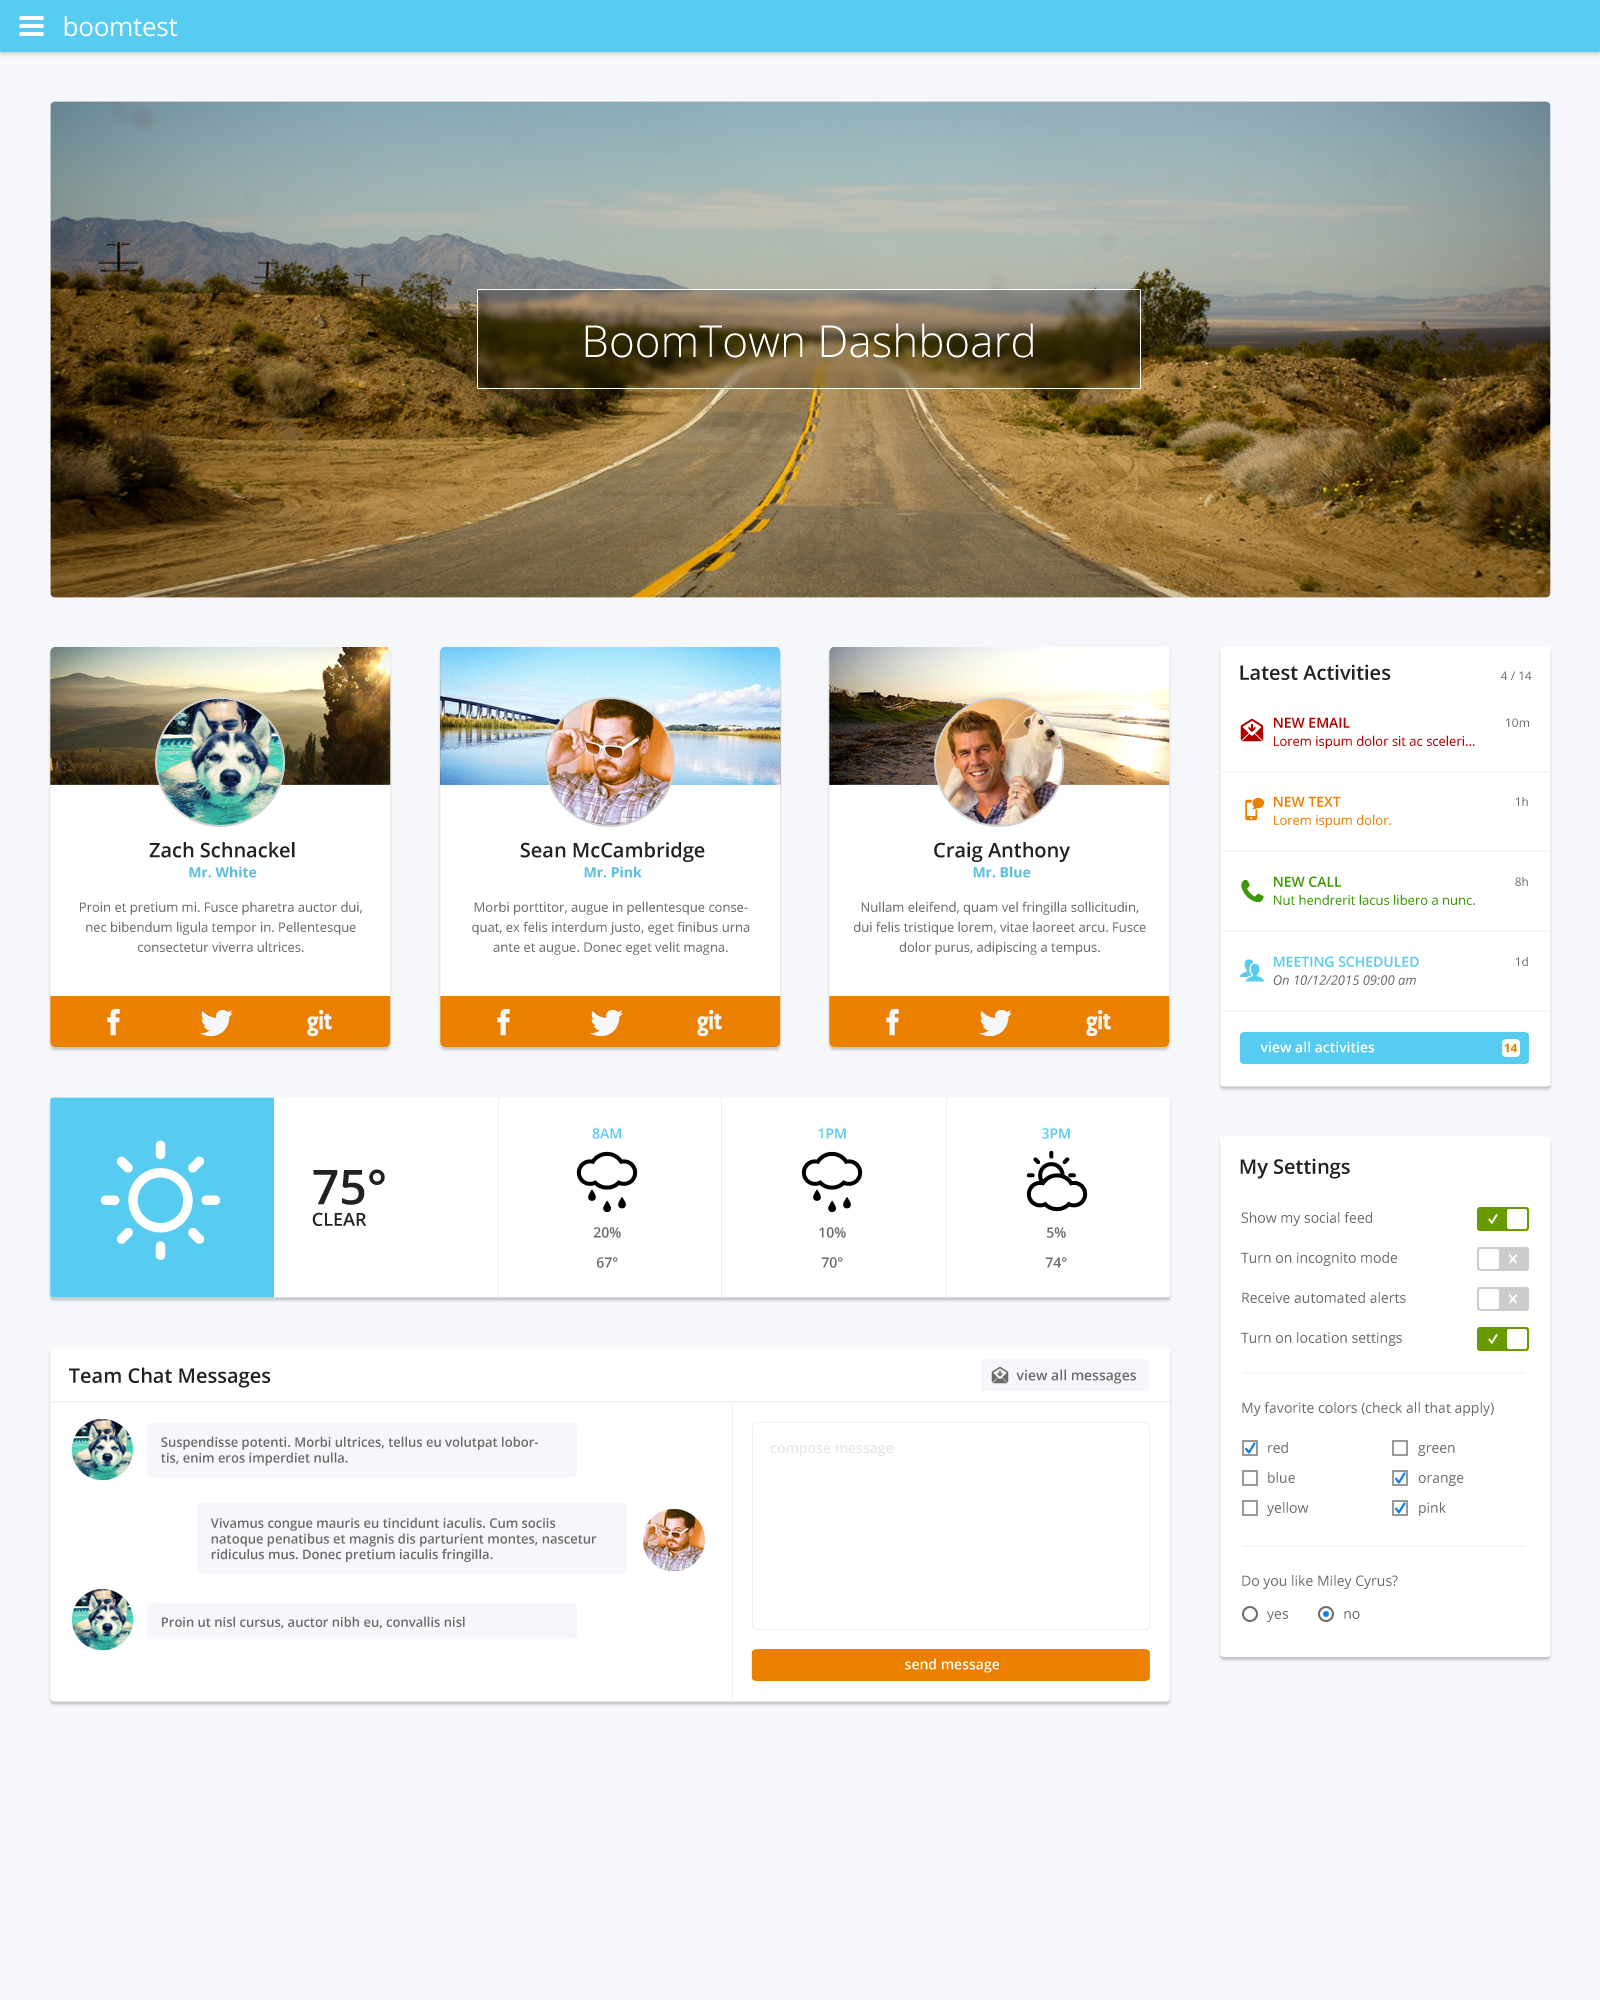 boomtest
BoomTown Dashboard
Zach Schnackel
Mr. White
Proin et pretium mi. Fusce pharetra auctor dui,
nec bibendum ligula tempor in. Pellentesque
consectetur viverra ultrices.
git
Sean McCambridge
Mr. Pink
Morbi porttitor, augue in pellentesque conse-
quat, ex felis interdum justo, eget finibus urna
ante et augue. Donec eget velit magna.
git
Craig Anthony
Mr. Blue
Nullam eleifend, quam vel fringilla sollicitudin,
dui felis tristique lorem, vitae laoreet arcu. Fusce
dolor purus, adipiscing a tempus.
git
Latest Activities 4 / 14
NEW EMAIL 10m
Lorem ispum dolor sit ac sceleri...
NEW TEXT 1h
Lorem ispum dolor.
NEW CALL 8h
Nut hendrerit lacus libero a nunc.
MEETING SCHEDULED 1d
On 10/12/2015 09:00 am
view all activities 14
75°
CLEAR
8AM
20%
67°
1PM
10%
70°
3PM
5%
74°
My Settings
Show my social feed
Turn on incognito mode
Receive automated alerts
Turn on location settings
My favorite colors (check all that apply)
red green
blue orange
yellow pink
Do you like Miley Cyrus?
yes no
Team Chat Messages view all messages
Suspendisse potenti. Morbi ultrices, tellus eu volutpat lobor-
tis, enim eros imperdiet nulla.
Vivamus congue mauris eu tincidunt iaculis. Cum sociis
natoque penatibus et magnis dis parturient montes, nascetur
ridiculus mus. Donec pretium iaculis fringilla.
Proin ut nisl cursus, auctor nibh eu, convallis nisl
compose message
send message